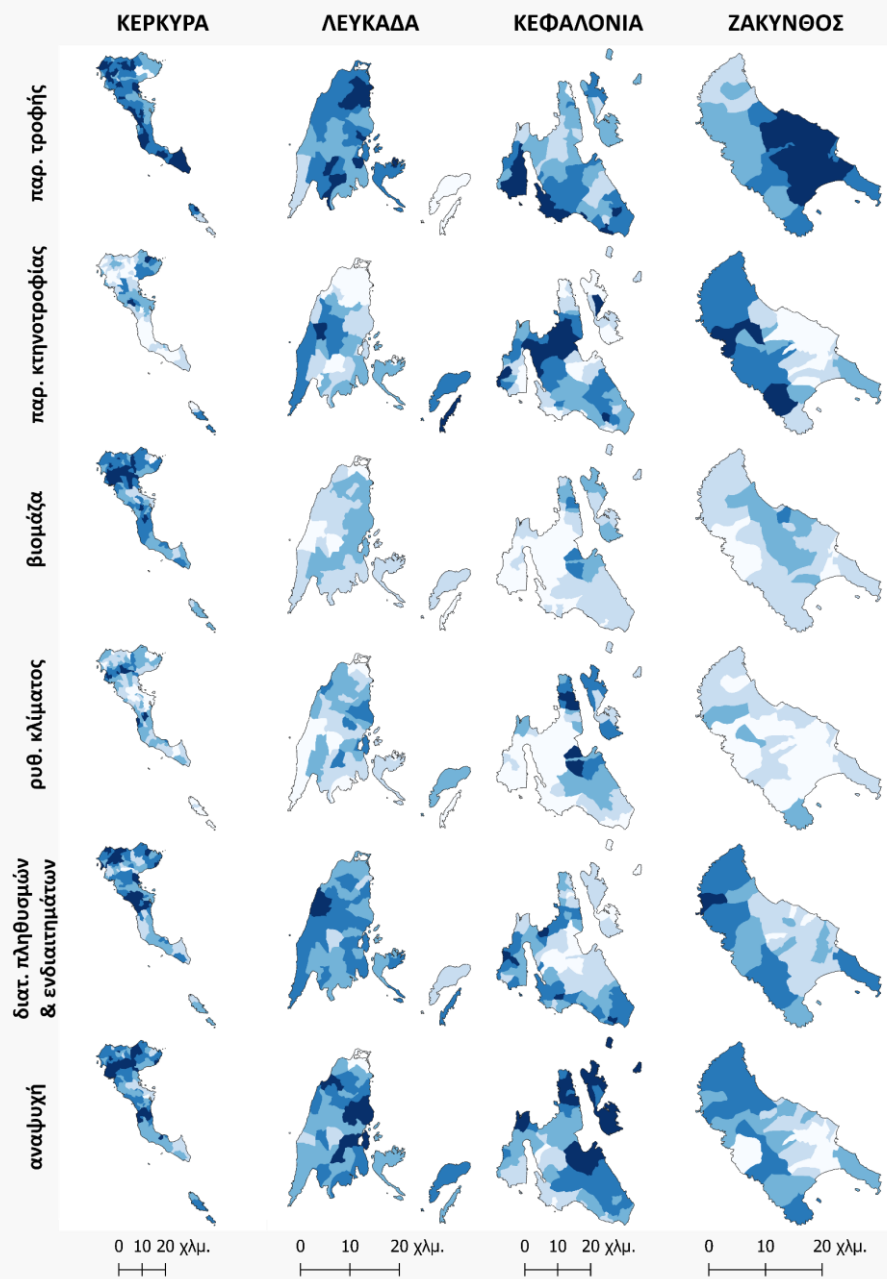 ΚΕΡΚΥΡΑ
ΛΕΥΚΑΔΑ
ΚΕΦΑΛΟΝΙΑ
ΖΑΚΥΝΘΟΣ
παρ. τροφής
παρ. κτηνοτροφίας
βιομάζα
ρυθ. κλίματος
διατ. πληθυσμών
& ενδιαιτημάτων
αναψυχή
0 10 20 χλμ.
0 10 20 χλμ.
0 10 20 χλμ.
0 10 20 χλμ.